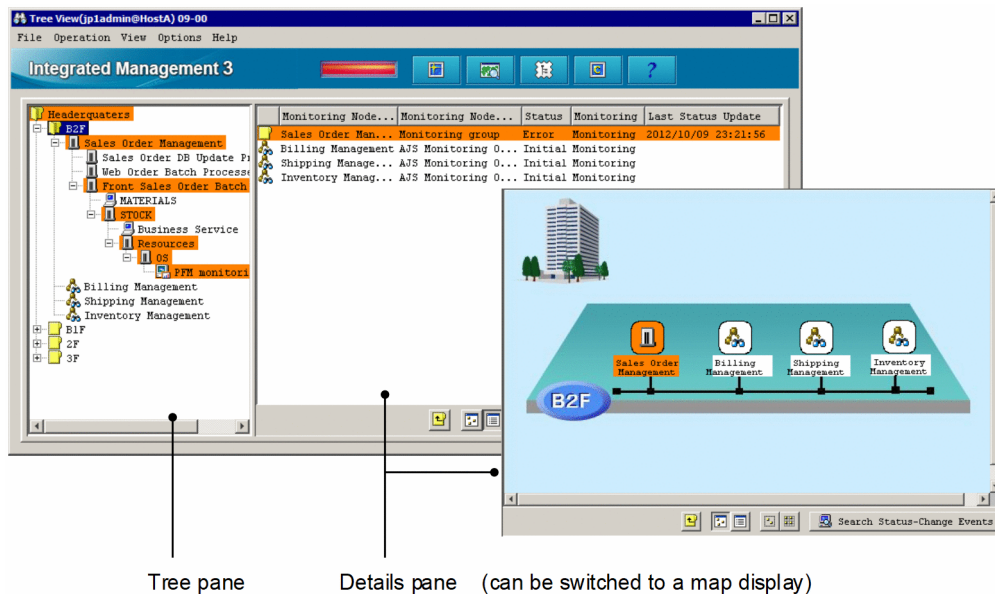 Tree View(jp1admin@HostA) 09-00
File Operation View Options Help
Integrated Management 3
?
Headquaters
B2F
Sales Order Management
Sales Order DB Update
Web Order Batch
Front Sales Order Batch
MATERIALS
STOCK
Business Service
Resources
OS
PFM
Billing Management
Shipping Management
Inventory Management
B1F
2F
3F
Monitoring Node... Monitoring Node... Status Monitoring Last Status Update
Sales Order Man... Monitoring group Error Monitoring 2012/10/09 23:21:56
Billing Management AJS Monitoring O... Initial Monitoring
Shipping Manage... AJS Monitoring O... Initial Monitoring
Inventory Manag... AJS Monitoring O... Initial Monitoring
Sales Order
Management
Billing
Management
Shipping
Management
Inventory
Management
B2F
Search Status-Change Events
Tree pane
Details pane (can be switched to a map display)